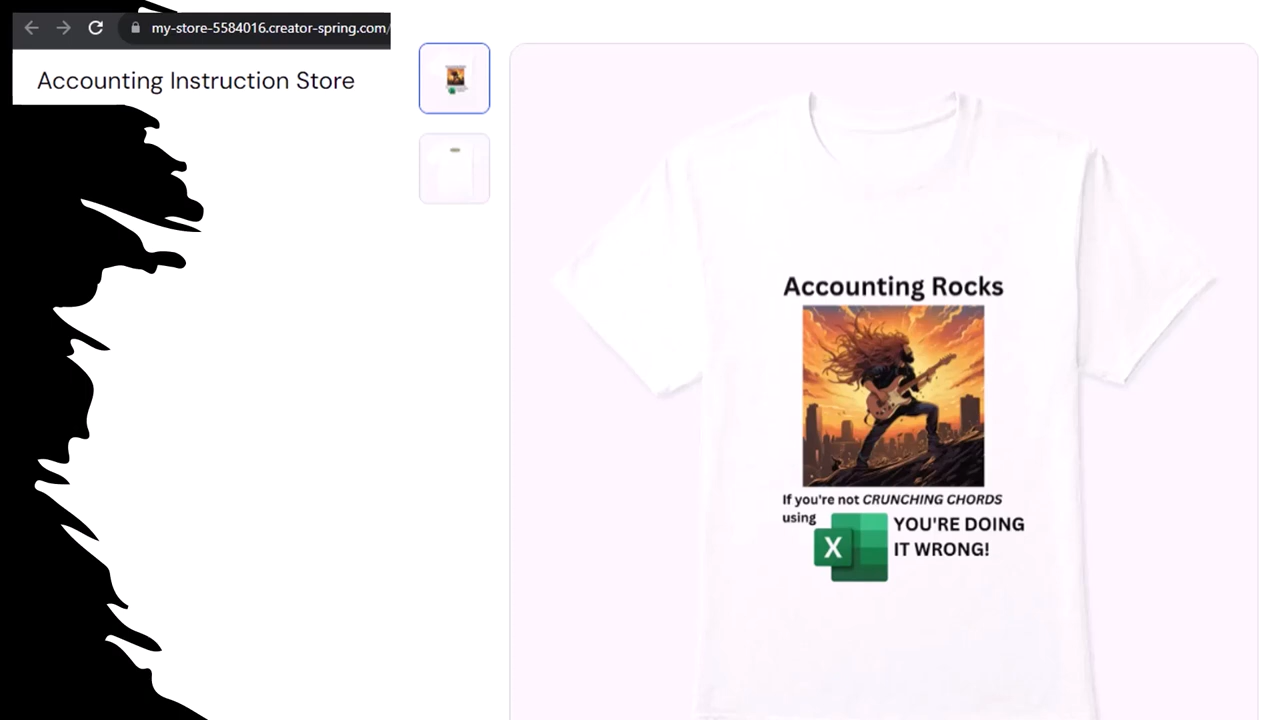 my-store-5584016.creator-spring.com/
Accounting Instruction Store
Accounting Rocks
If you're not CRUNCHING CHORDS
using
X
YOU'RE DOING
IT WRONG!